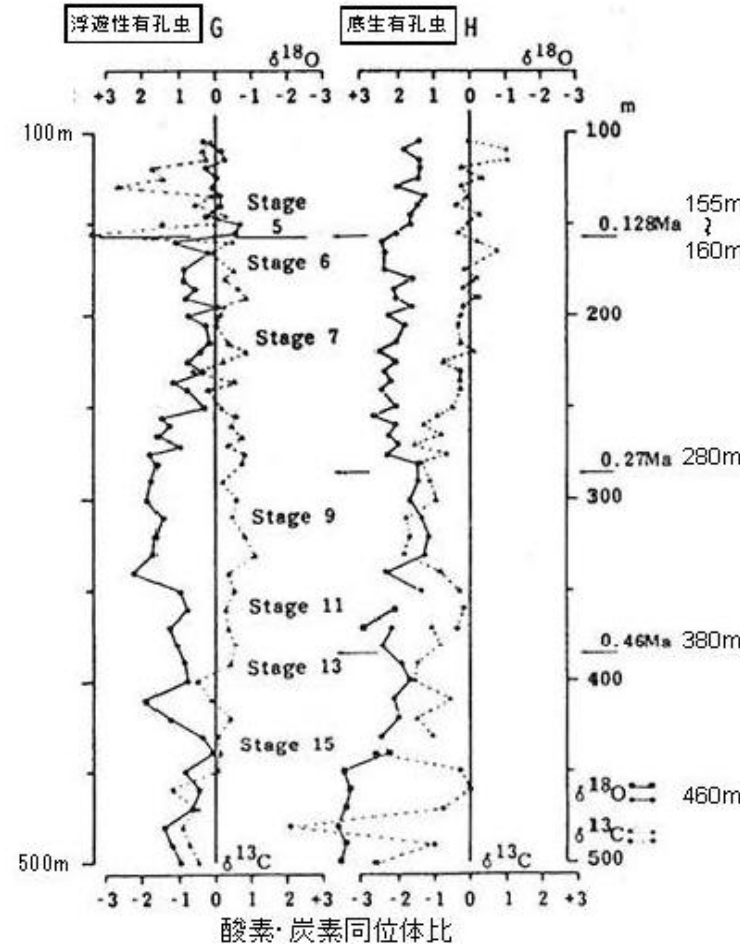 浮遊性有孔虫 G 底生有孔虫 H
δ18O δ18O
+3 2 1 0 -1 -2 -3 +3 2 1 0 -1 -2 -3
m
100m 100
Stage 5 0.128Ma 155m
~
160m
Stage 6
200
Stage 7
0.27Ma 280m
300
Stage 9
Stage 11
0.46Ma 380m
Stage 13
400
Stage 15
δ18O 460m
δ13C
500m δ13C δ13C 500
-3 -2 -1 0 1 2 +3 -3 -2 -1 0 1 2 +3
酸素・炭素同位体比